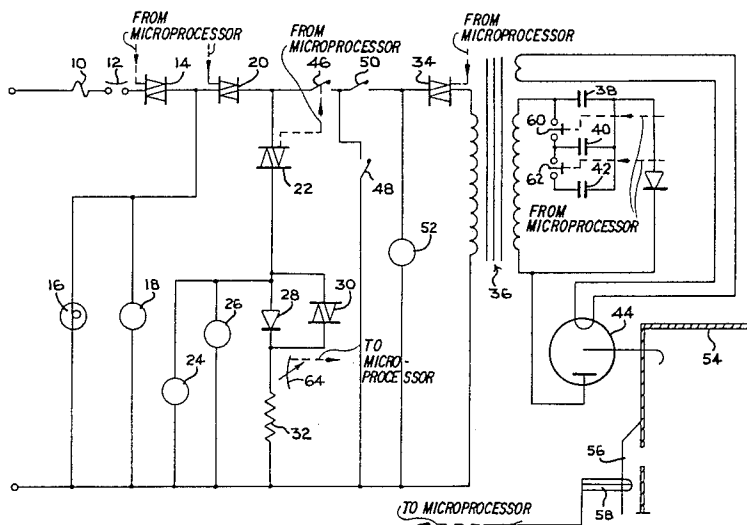 FROM
MICROPROCESSOR
FROM
MICROPROCESSOR
FROM
MICROPROCESSOR
10
12
14
20
46
50
34
38
60
40
62
42
22
48
FROM
MICROPROCESSOR
52
36
16
18
28
30
26
24
44
54
TO
MICRO-
PROCESSOR
64
32
56
58
TO MICROPROCESSOR